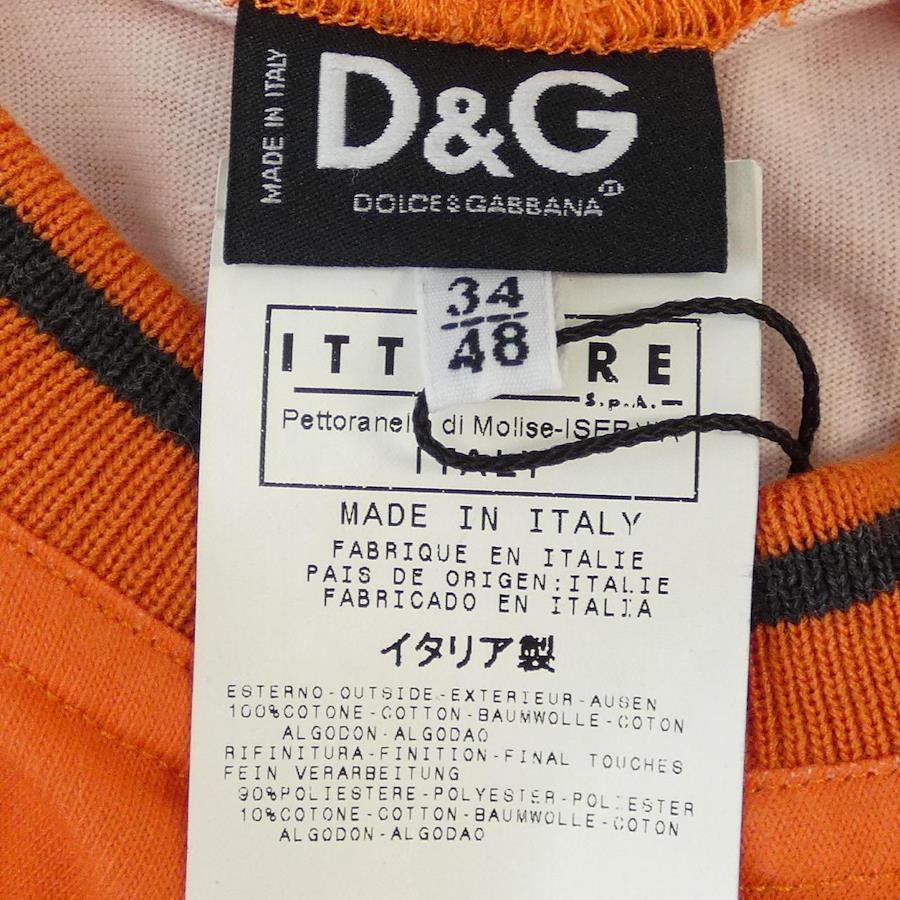 MADE IN ITALY
D&G
DOLCE&GABBANA
34
48
ITT RE
S.p.A.
Pettoranel di Molise-ISERNIA
ITALY
MADE IN ITALY
FABRIQUE EN ITALIE
PAIS DE ORIGEN:ITALIE
FABRICADO EN ITALIA
イタリア製
ESTERNO-OUTSIDE-EXTERIEUR-AUSEN
100%COTONE-COTTON-BAUMWOLLE-COTON
ALGODON-ALGODAO
RIFINITURA-FINITION-FINAL TOUCHES
FEIN VERARBEITUNG
90%POLIESTERE-POLYESTER-POLIESTER
10%COTONE-COTTON-BAUMWOLLE-COTON
ALGODON-ALGODAO